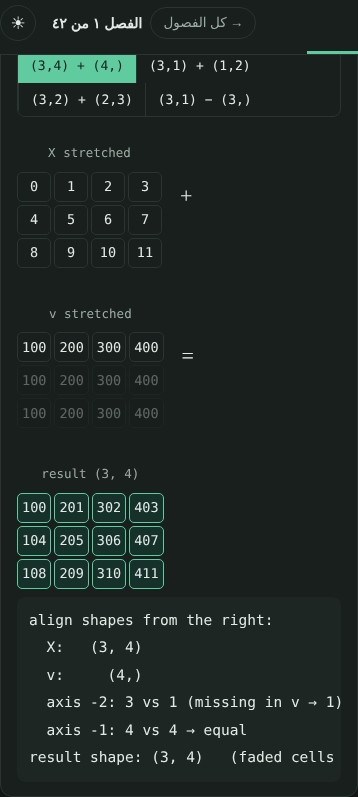 الفصل ١ من ٤٢
كل الفصول →
(3,4) + (4,) (3,1) + (1,2)
(3,2) + (2,3) (3,1) − (3,)
X stretched
0 1 2 3
+
4 5 6 7
8 9 10 11
v stretched
100 200 300 400
=
100 200 300 400
100 200 300 400
result (3, 4)
100 201 302 403
104 205 306 407
108 209 310 411
align shapes from the right:
X: (3, 4)
v: (4,)
axis -2: 3 vs 1 (missing in v → 1)
axis -1: 4 vs 4 → equal
result shape: (3, 4) (faded cells